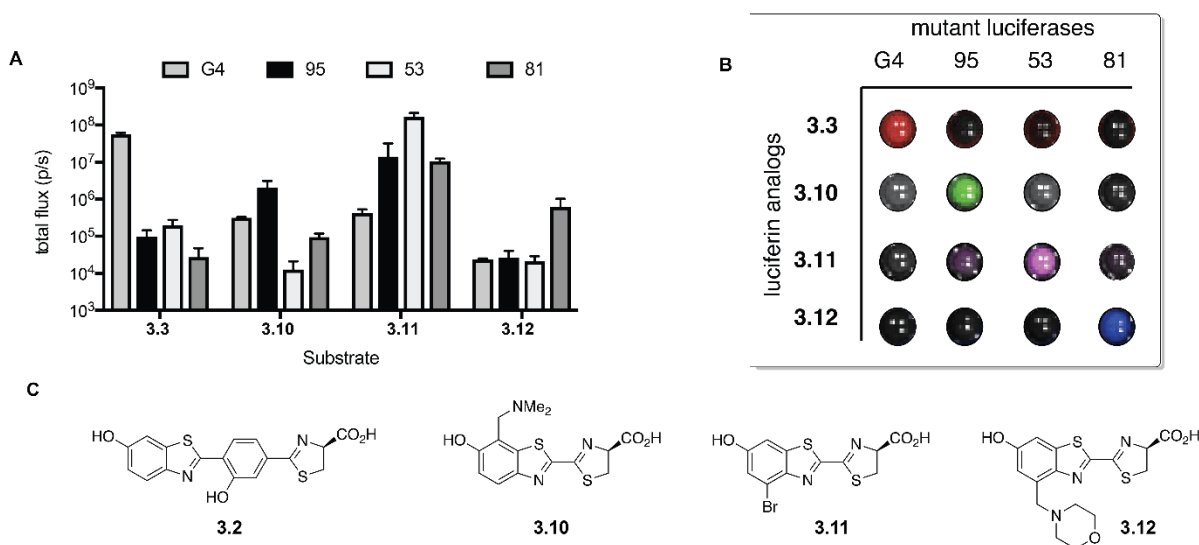 A
G4 95 53 81
total flux (p/s)
10⁹
10⁸
10⁷
10⁶
10⁵
10⁴
10³
3.3 3.10 3.11 3.12
Substrate
B
mutant luciferases
G4 95 53 81
luciferin analogs
3.3
3.10
3.11
3.12
C
HO S N HO N S CO₂H
3.2
NMe₂
HO S N N S CO₂H
3.10
HO S N Br N S CO₂H
3.11
HO S N N S CO₂H
N O
3.12